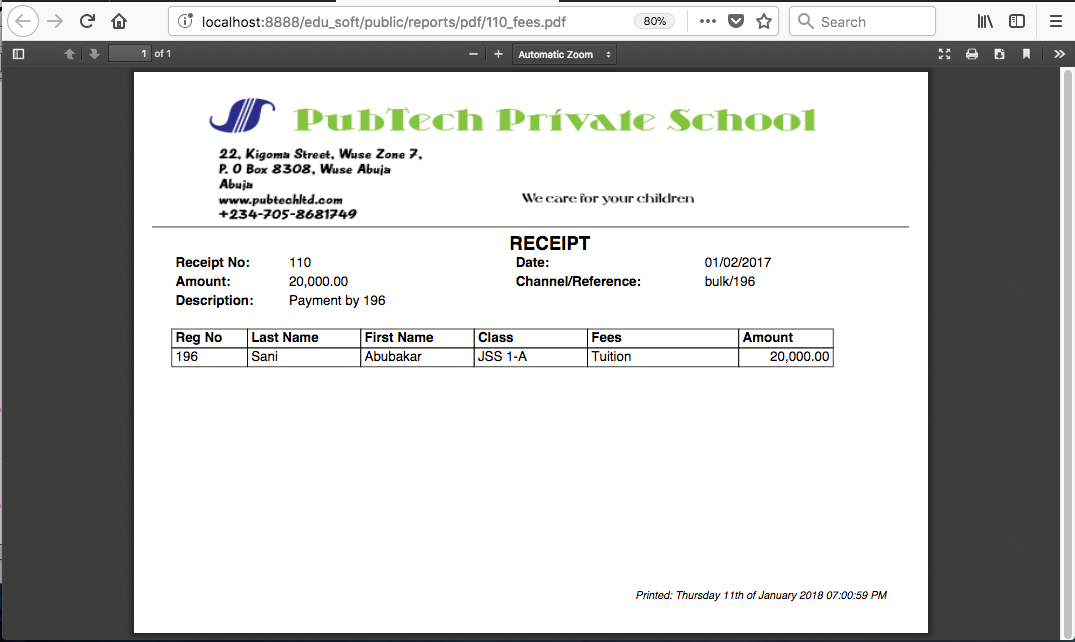 localhost:8888/edu_soft/public/reports/pdf/110_fees.pdf 80% Search
1 of 1 Automatic Zoom
PubTech Private School
22, Kigoma Street, Wuse Zone 7,
P. O Box 8308, Wuse Abuja
Abuja
www.pubtechltd.com We care for your children
+234-705-8681749
RECEIPT
Receipt No: 110 Date: 01/02/2017
Amount: 20,000.00 Channel/Reference: bulk/196
Description: Payment by 196
Reg No Last Name First Name Class Fees Amount
196 Sani Abubakar JSS 1-A Tuition 20,000.00
Printed: Thursday 11th of January 2018 07:00:59 PM